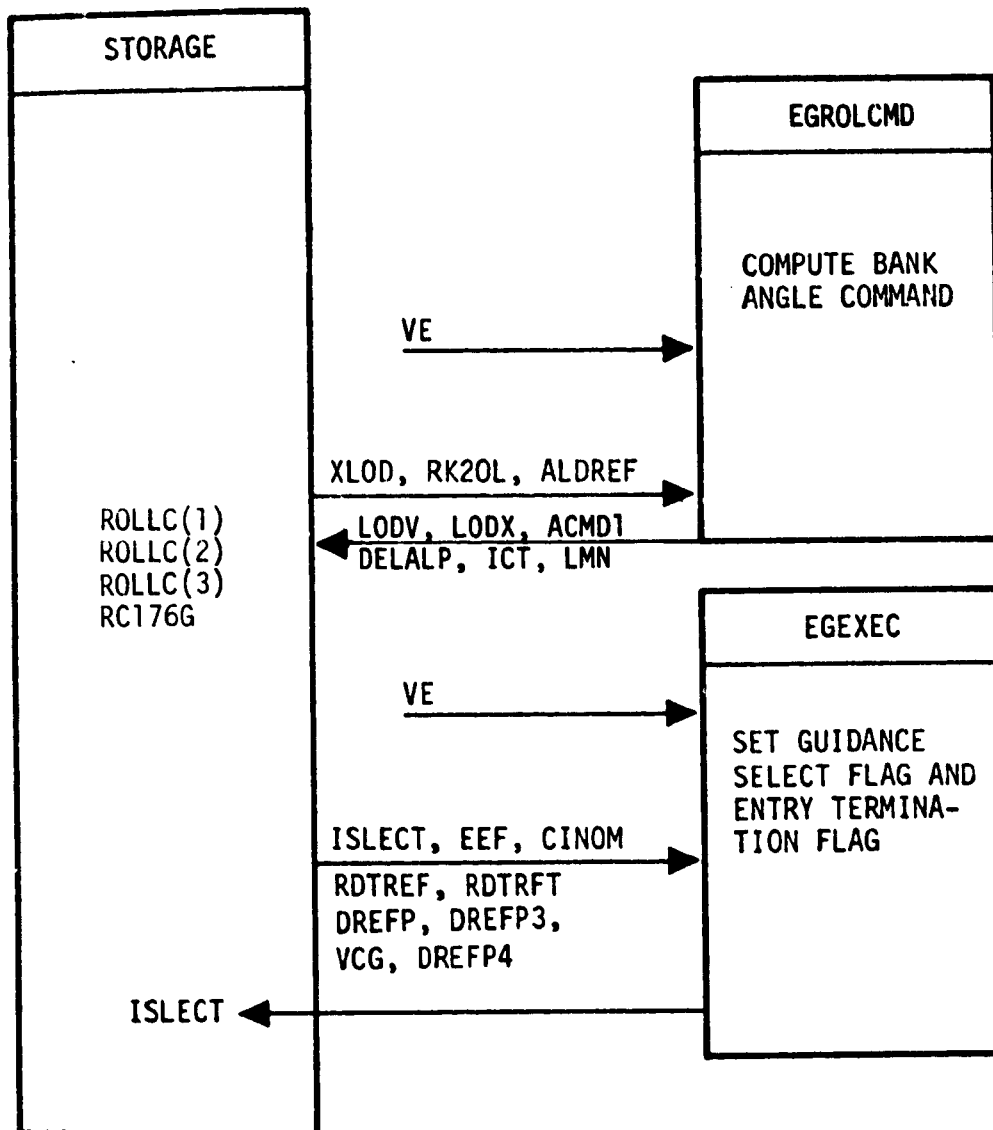 STORAGE
EGROLCMD
COMPUTE BANK
ANGLE COMMAND
VE
XLOD, RK2OL, ALDREF
LODV, LODX, ACMD1
DELALP, ICT, LMN
ROLLC(1)
ROLLC(2)
ROLLC(3)
RC176G
EGEXEC
VE
SET GUIDANCE
SELECT FLAG AND
ENTRY TERMINA-
TION FLAG
ISLECT, EEF, CINOM
RDTREF, RDTRFT
DREFP, DREFP3,
VCG, DREFP4
ISLECT